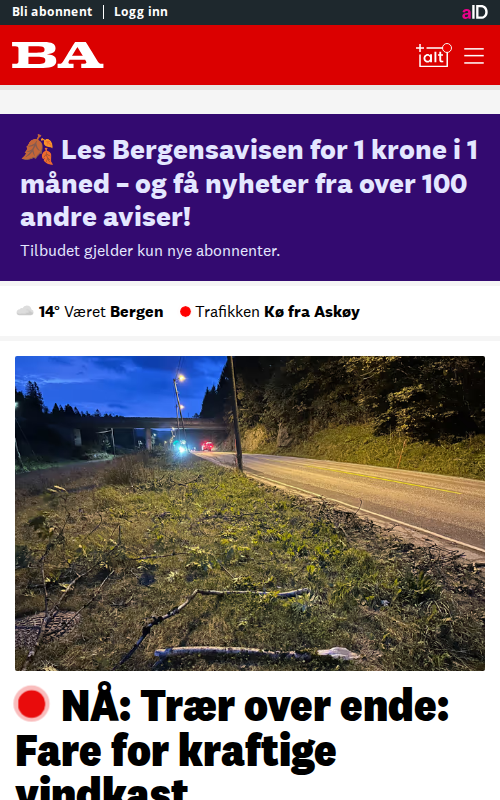 Bli abonnent | Logg inn
aID
BA
+alt
Les Bergensavisen for 1 krone i 1
måned – og få nyheter fra over 100
andre aviser!
Tilbudet gjelder kun nye abonnenter.
14° Været Bergen Trafikken Kø fra Askøy
NÅ: Trær over ende:
Fare for kraftige
vindkast